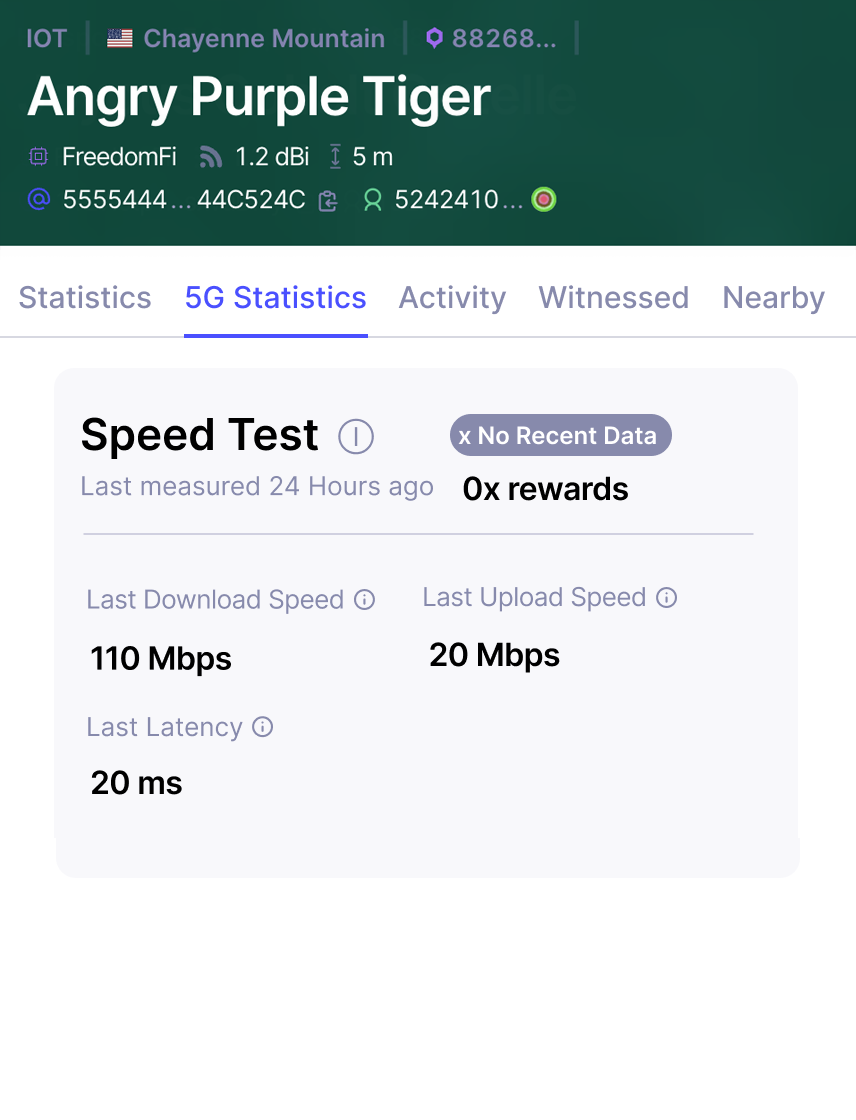 IOT | Chayenne Mountain | 88268... |
Angry Purple Tiger
FreedomFi 1.2 dBi 5 m
5555444...44C524C 5242410...
Statistics 5G Statistics Activity Witnessed Nearby
Speed Test x No Recent Data
Last measured 24 Hours ago 0x rewards
Last Download Speed Last Upload Speed
110 Mbps 20 Mbps
Last Latency
20 ms